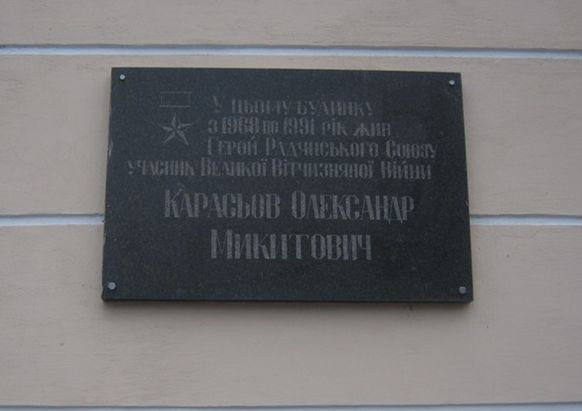 У цьому будинку
з 1968 по 1991 рік жив
Герой Радянського Союзу
учасник Великої Вітчизняної Війни
Карасьов Олександр
Микитович